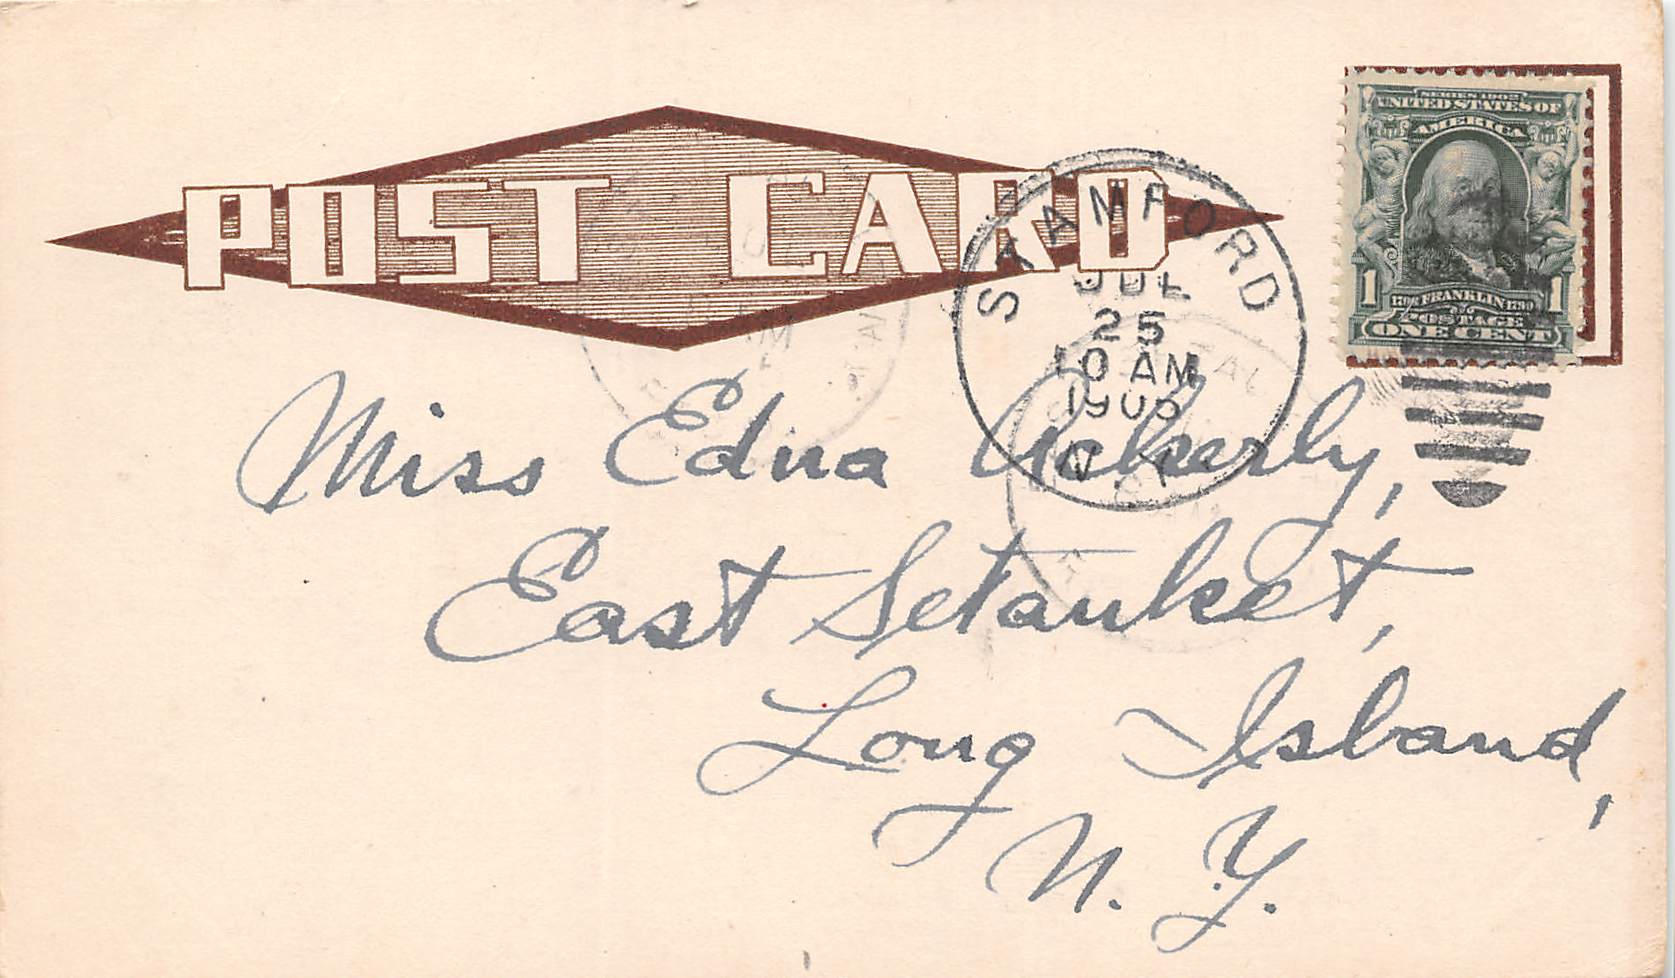 POST CARD
SERIES 1902
UNITED STATES OF
AMERICA
1 1706 FRANKLIN 1790 1
POSTAGE
ONE CENT
STAMFORD
JUL
25
10 AM
N.Y.
Miss Edna Ackerly,
East Setauket,
Long Island,
N. Y.